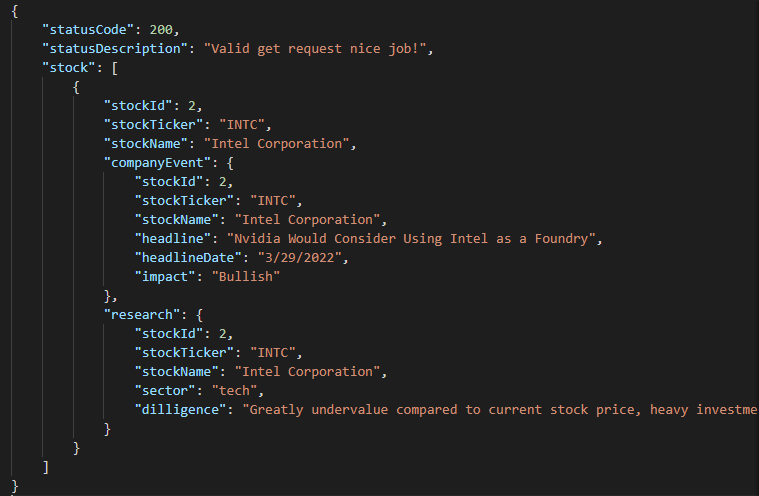 {
    "statusCode": 200,
    "statusDescription": "Valid get request nice job!",
    "stock": [
        {
            "stockId": 2,
            "stockTicker": "INTC",
            "stockName": "Intel Corporation",
            "companyEvent": {
                "stockId": 2,
                "stockTicker": "INTC",
                "stockName": "Intel Corporation",
                "headline": "Nvidia Would Consider Using Intel as a Foundry",
                "headlineDate": "3/29/2022",
                "impact": "Bullish"
            },
            "research": {
                "stockId": 2,
                "stockTicker": "INTC",
                "stockName": "Intel Corporation",
                "sector": "tech",
                "dilligence": "Greatly undervalue compared to current stock price, heavy investme
            }
        }
    ]
}